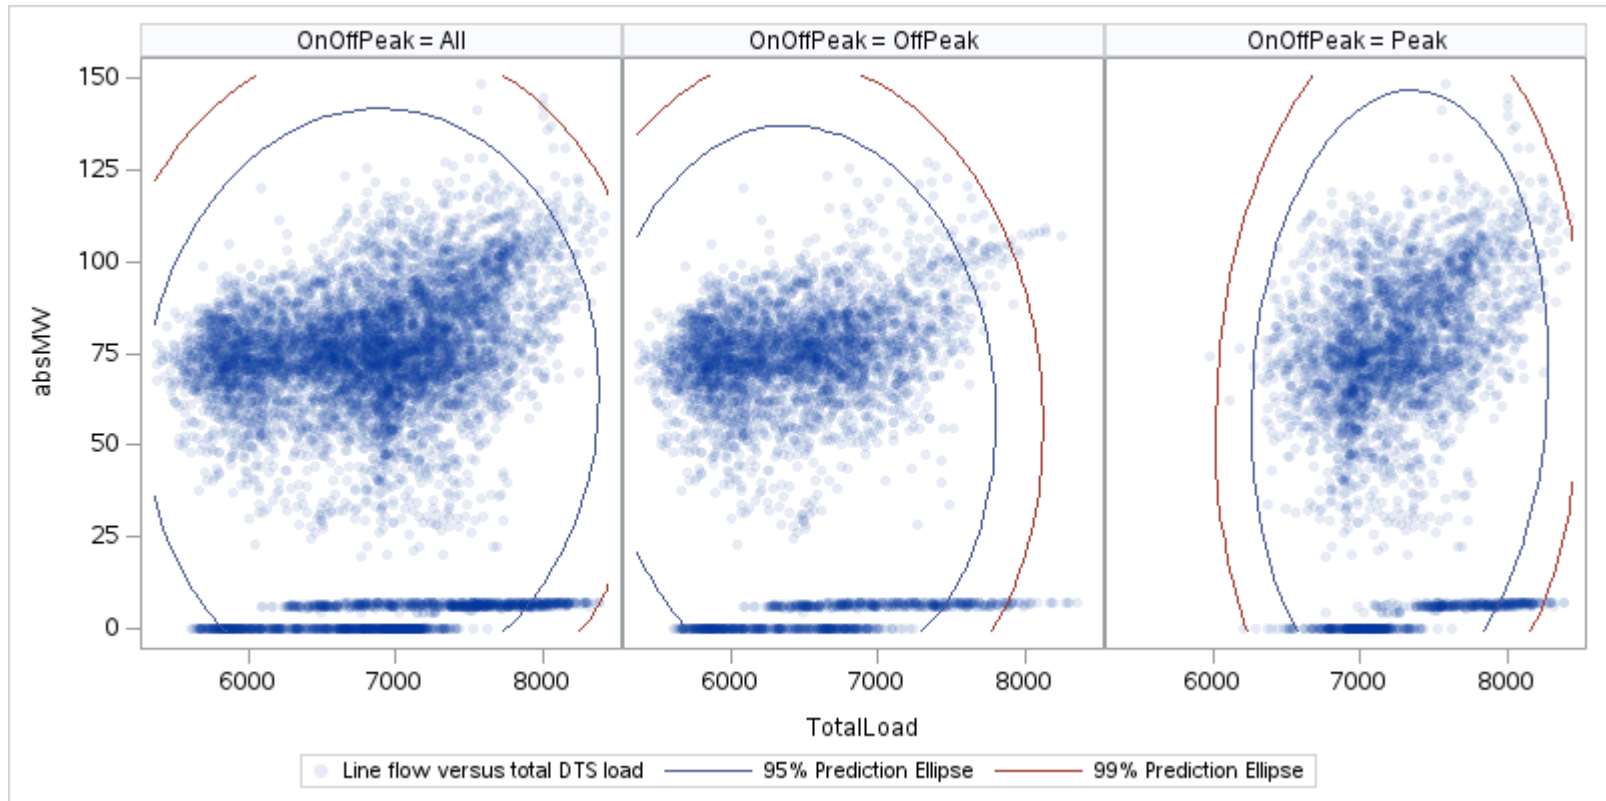 OnOffPeak = All
OnOffPeak = OffPeak
OnOffPeak = Peak
150
125
100
75
50
25
0
absMW
6000 7000 8000
6000 7000 8000
6000 7000 8000
TotalLoad
Line flow versus total DTS load
95% Prediction Ellipse
99% Prediction Ellipse